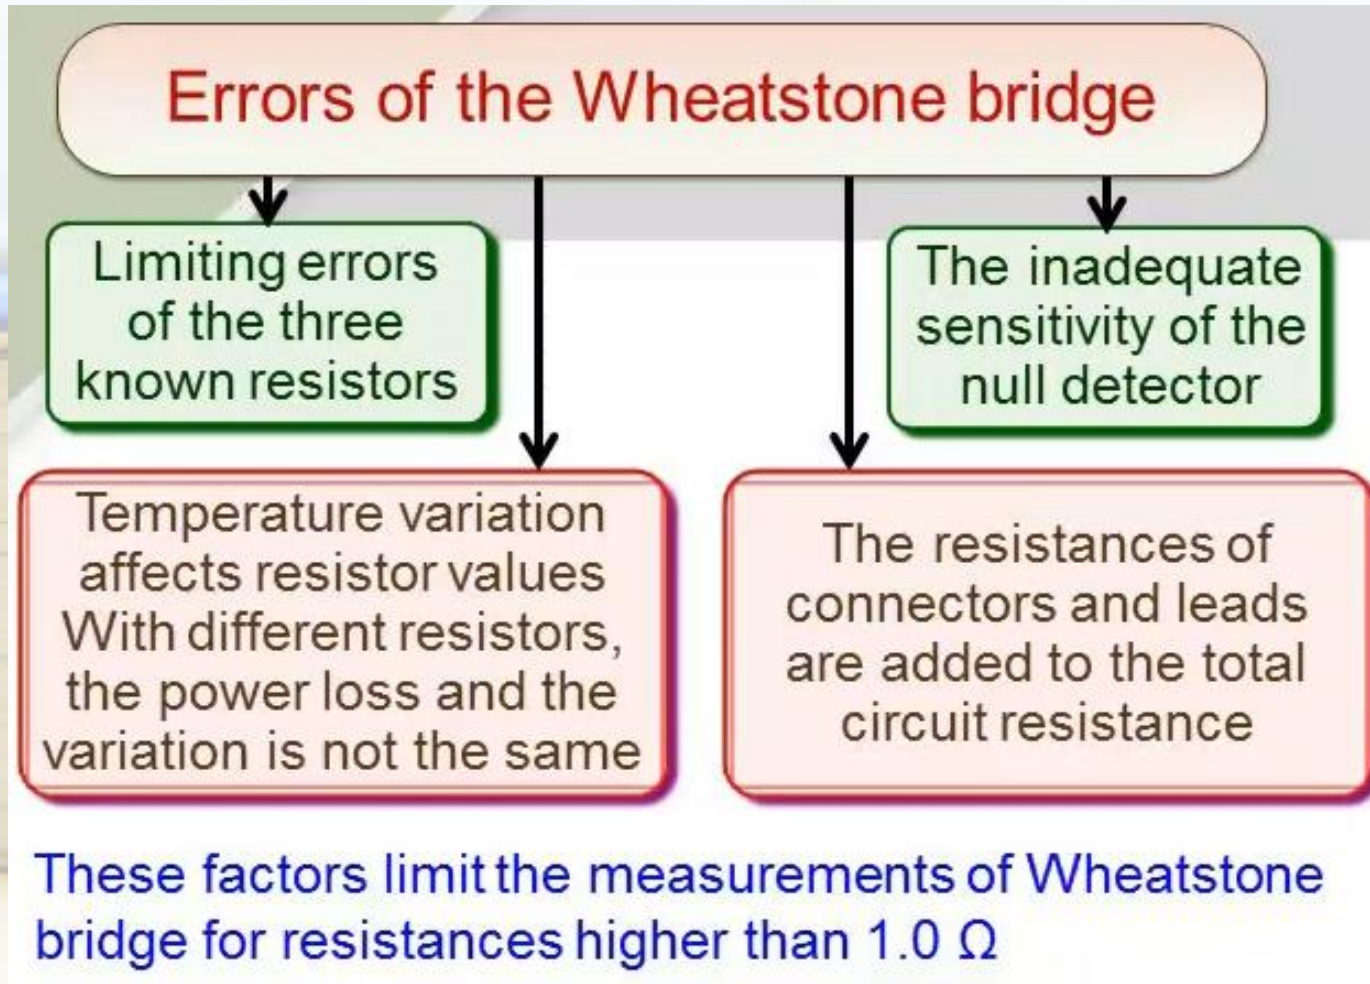 Errors of the Wheatstone bridge
Limiting errors
of the three
known resistors
The inadequate
sensitivity of the
null detector
Temperature variation
affects resistor values
With different resistors,
the power loss and the
variation is not the same
The resistances of
connectors and leads
are added to the total
circuit resistance
These factors limit the measurements of Wheatstone
bridge for resistances higher than 1.0 Ω